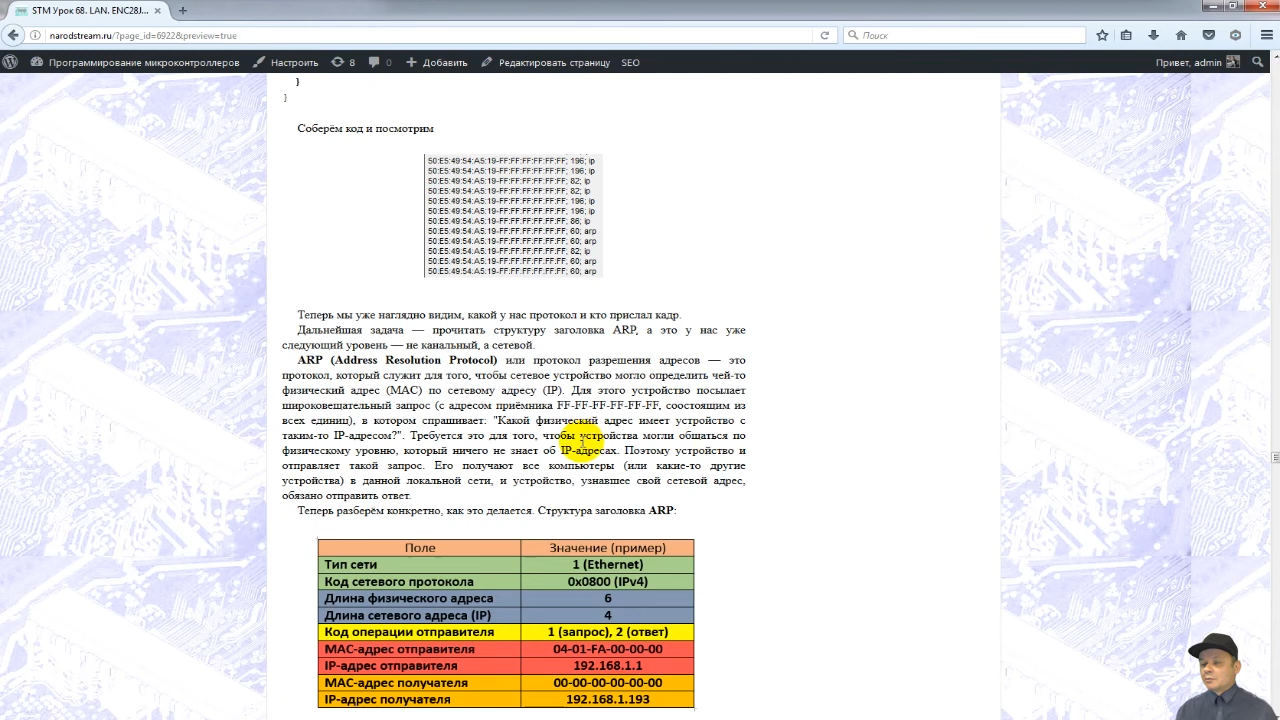 STM Урок 68. LAN. ENC28J...
narodstream.ru/?page_id=6922&preview=true
Поиск
Программирование микроконтроллеров
Настроить
8
0
Добавить
Редактировать страницу
SEO
Привет, admin
}
}
Соберём код и посмотрим
50:E5:49:54:A5:19-FF:FF:FF:FF:FF:FF; 196; ip
50:E5:49:54:A5:19-FF:FF:FF:FF:FF:FF; 196; ip
50:E5:49:54:A5:19-FF:FF:FF:FF:FF:FF; 82; ip
50:E5:49:54:A5:19-FF:FF:FF:FF:FF:FF; 82; ip
50:E5:49:54:A5:19-FF:FF:FF:FF:FF:FF; 196; ip
50:E5:49:54:A5:19-FF:FF:FF:FF:FF:FF; 196; ip
50:E5:49:54:A5:19-FF:FF:FF:FF:FF:FF; 86; ip
50:E5:49:54:A5:19-FF:FF:FF:FF:FF:FF; 60; arp
50:E5:49:54:A5:19-FF:FF:FF:FF:FF:FF; 60; arp
50:E5:49:54:A5:19-FF:FF:FF:FF:FF:FF; 82; ip
50:E5:49:54:A5:19-FF:FF:FF:FF:FF:FF; 60; arp
50:E5:49:54:A5:19-FF:FF:FF:FF:FF:FF; 60; arp
Теперь мы уже наглядно видим, какой у нас протокол и кто прислал кадр.
Дальнейшая задача — прочитать структуру заголовка ARP, а это у нас уже
следующий уровень — не канальный, а сетевой.
ARP (Address Resolution Protocol) или протокол разрешения адресов — это
протокол, который служит для того, чтобы сетевое устройство могло определить чей-то
физический адрес (MAC) по сетевому адресу (IP). Для этого устройство посылает
широковещательный запрос (с адресом приёмника FF-FF-FF-FF-FF-FF, соостоящим из
всех единиц), в котором спрашивает: "Какой физический адрес имеет устройство с
таким-то IP-адресом?". Требуется это для того, чтобы устройства могли общаться по
физическому уровню, который ничего не знает об IP-адресах. Поэтому устройство и
отправляет такой запрос. Его получают все компьютеры (или какие-то другие
устройства) в данной локальной сети, и устройство, узнавшее свой сетевой адрес,
обязано отправить ответ.
Теперь разберём конкретно, как это делается. Структура заголовка ARP:
Поле Значение (пример)
Тип сети 1 (Ethernet)
Код сетевого протокола 0x0800 (IPv4)
Длина физического адреса 6
Длина сетевого адреса (IP) 4
Код операции отправителя 1 (запрос), 2 (ответ)
MAC-адрес отправителя 04-01-FA-00-00-00
IP-адрес отправителя 192.168.1.1
MAC-адрес получателя 00-00-00-00-00-00
IP-адрес получателя 192.168.1.193